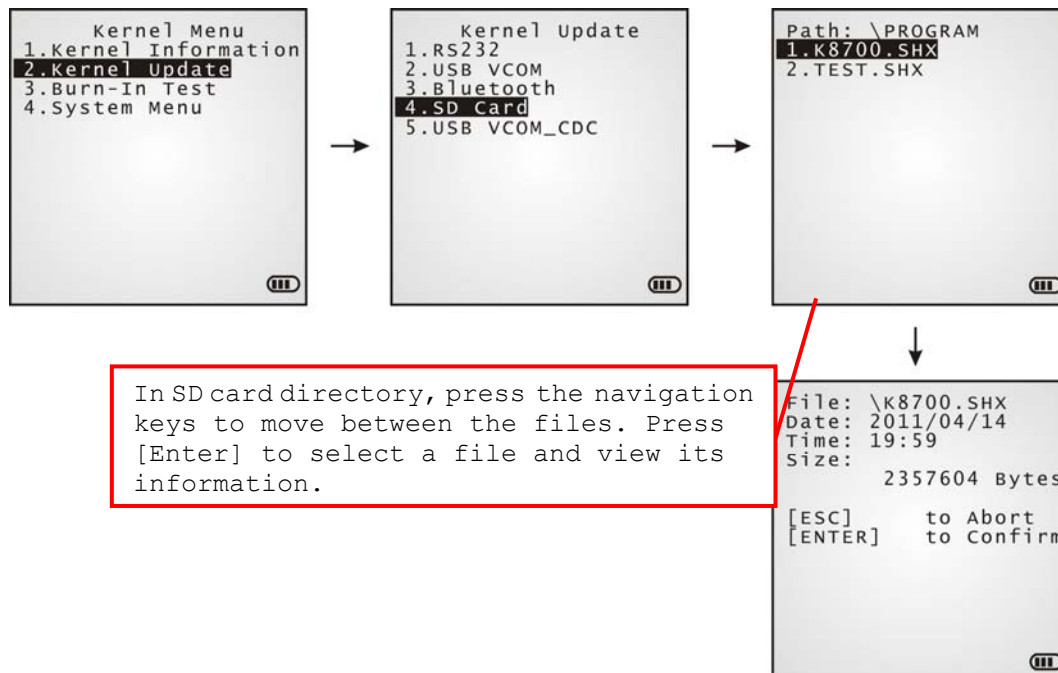 Kernel Menu
1.Kernel Information
2.Kernel Update
3.Burn-In Test
4.System Menu
Kernel Update
1.RS232
2.USB VCOM
3.Bluetooth
4.SD Card
5.USB VCOM_CDC
Path: \PROGRAM
1.K8700.SHX
2.TEST.SHX
In SD card directory, press the navigation
keys to move between the files. Press
[Enter] to select a file and view its
information.
File: \K8700.SHX
Date: 2011/04/14
Time: 19:59
Size:
2357604 Bytes
[ESC] to Abort
[ENTER] to Confirm